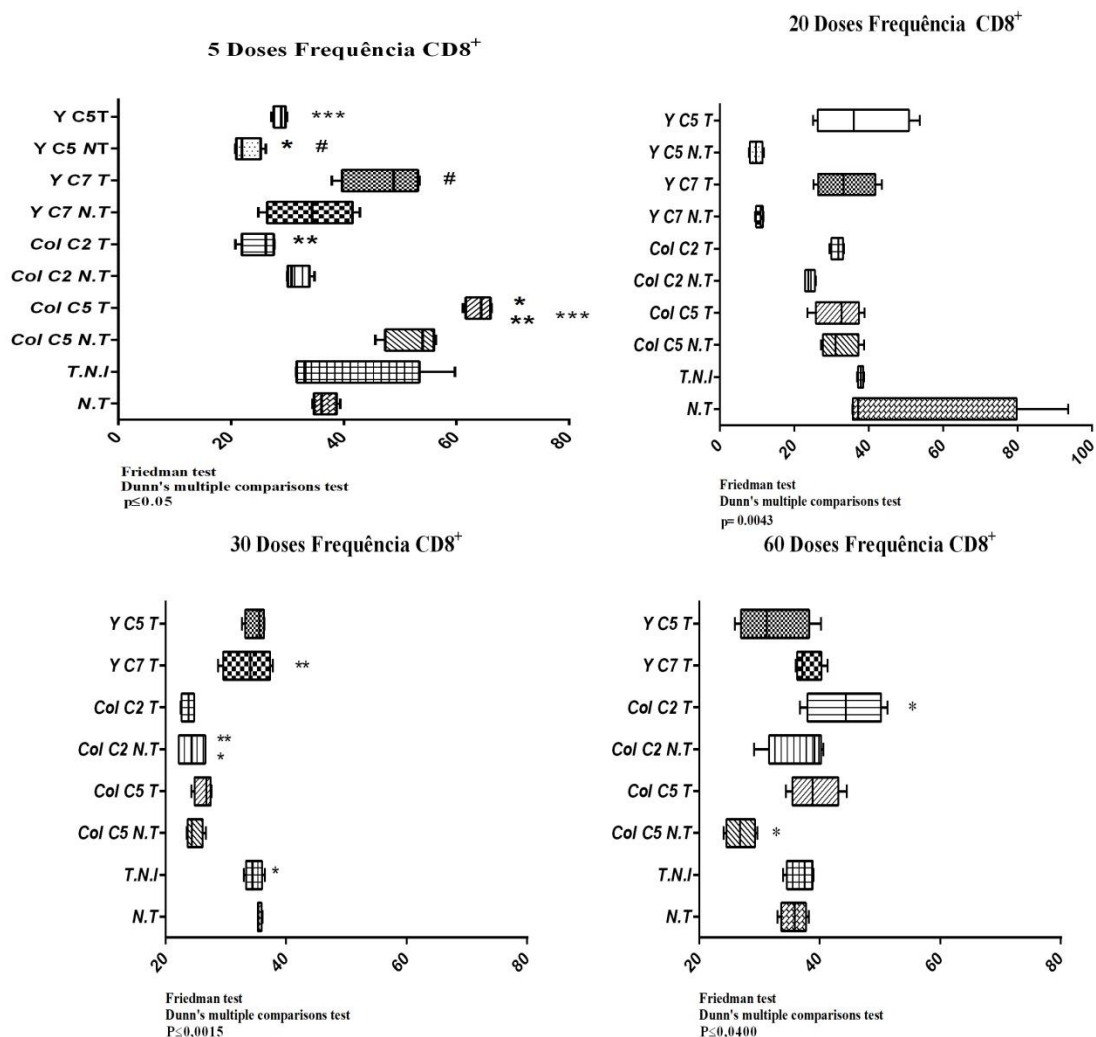 5 Doses Frequência CD8⁺
Y C5T
***
Y C5 NT
* #
Y C7 T
#
Y C7 N.T
Col C2 T
**
Col C2 N.T
Col C5 T
*
** ***
Col C5 N.T
T.N.I
N.T
0 20 40 60 80
Friedman test
Dunn's multiple comparisons test
p≤0.05
20 Doses Frequência CD8⁺
Y C5 T
Y C5 N.T
Y C7 T
Y C7 N.T
Col C2 T
Col C2 N.T
Col C5 T
Col C5 N.T
T.N.I
N.T
0 20 40 60 80 100
Friedman test
Dunn's multiple comparisons test
p= 0.0043
30 Doses Frequência CD8⁺
Y C5 T
Y C7 T
**
Col C2 T
Col C2 N.T
**
*
Col C5 T
Col C5 N.T
T.N.I
*
N.T
20 40 60 80
Friedman test
Dunn's multiple comparisons test
P≤0,0015
60 Doses Frequência CD8⁺
Y C5 T
Y C7 T
Col C2 T
*
Col C2 N.T
Col C5 T
Col C5 N.T
*
T.N.I
N.T
20 40 60 80
Friedman test
Dunn's multiple comparisons test
P≤0,0400